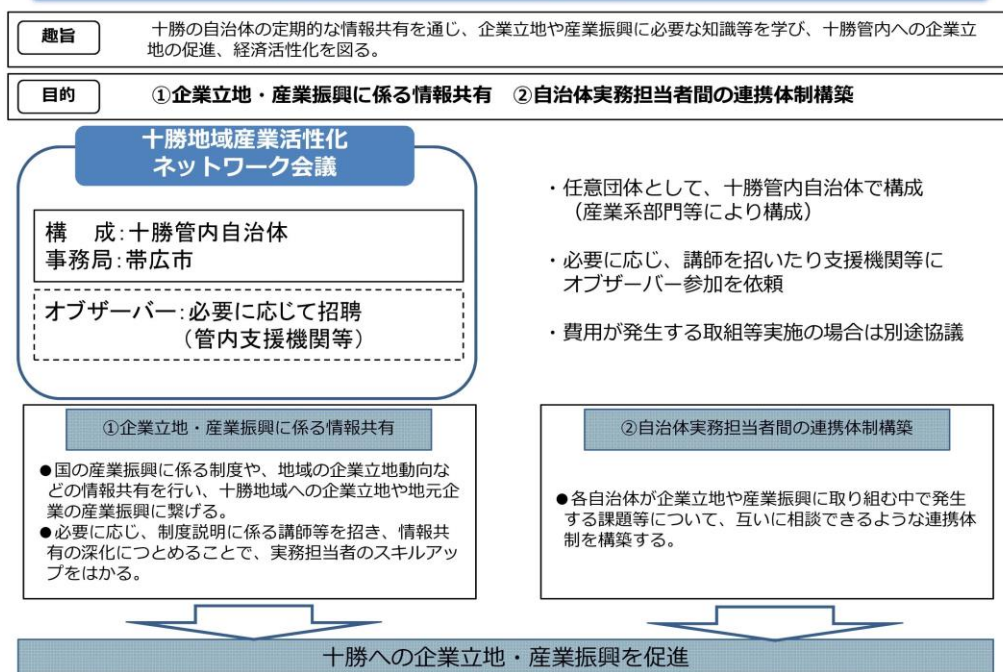 趣旨
十勝の自治体の定期的な情報共有を通じ、企業立地や産業振興に必要な知識等を学び、十勝管内への企業立
地の促進、経済活性化を図る。
目的
①企業立地・産業振興に係る情報共有　②自治体実務担当者間の連携体制構築
十勝地域産業活性化
ネットワーク会議
構　成：十勝管内自治体
事務局：帯広市
オブザーバー：必要に応じて招聘
（管内支援機関等）
・任意団体として、十勝管内自治体で構成
（産業系部門等により構成）
・必要に応じ、講師を招いたり支援機関等に
オブザーバー参加を依頼
・費用が発生する取組等実施の場合は別途協議
①企業立地・産業振興に係る情報共有
●国の産業振興に係る制度や、地域の企業立地動向な
どの情報共有を行い、十勝地域への企業立地や地元企
業の産業振興に繋げる。
●必要に応じ、制度説明に係る講師等を招き、情報共
有の深化につとめることで、実務担当者のスキルアッ
プをはかる。
②自治体実務担当者間の連携体制構築
●各自治体が企業立地や産業振興に取り組む中で発生
する課題等について、互いに相談できるような連携体
制を構築する。
十勝への企業立地・産業振興を促進